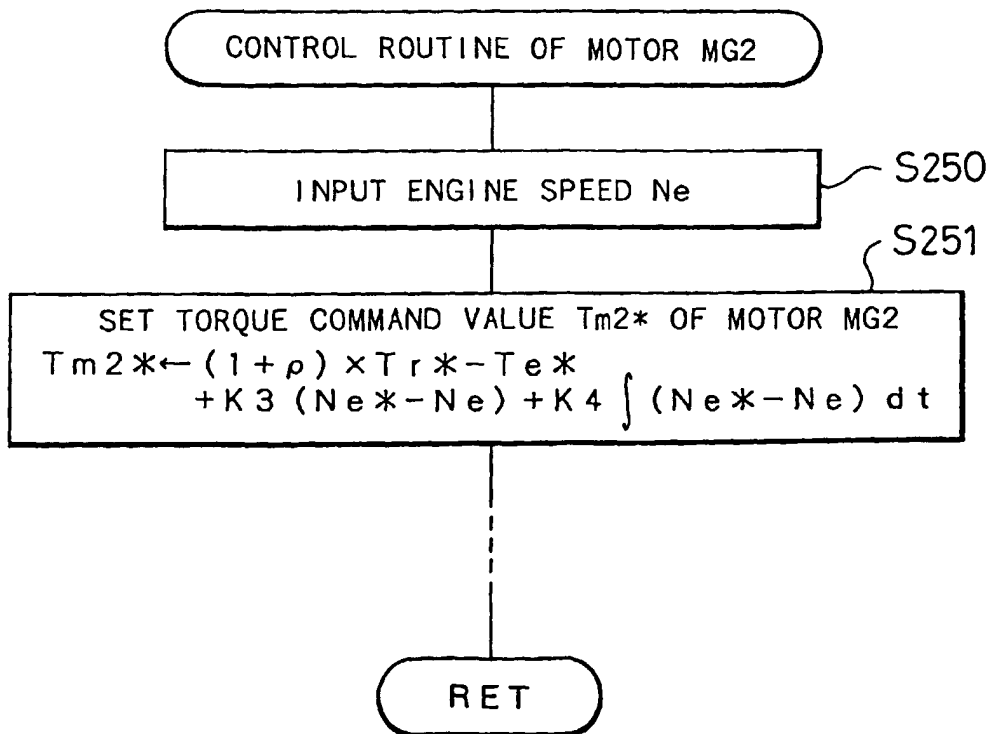 CONTROL ROUTINE OF MOTOR MG2
INPUT ENGINE SPEED Ne
S250
S251
SET TORQUE COMMAND VALUE Tm2* OF MOTOR MG2
Tm2*←(1+ρ)×Tr*-Te*
+K3(Ne*-Ne)+K4∫(Ne*-Ne)dt
RET